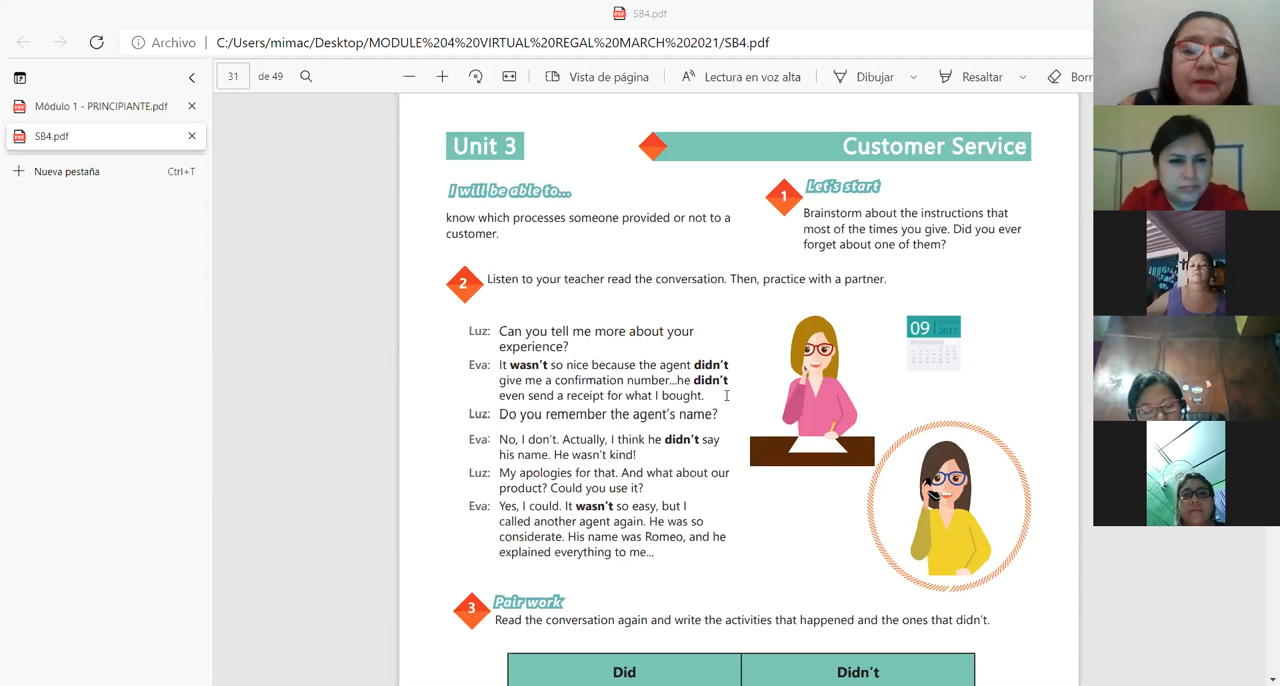 SB4.pdf
Archivo
C:/Users/mimac/Desktop/MODULE%204%20VIRTUAL%20REGAL%20MARCH%202021/SB4.pdf
31 de 49
Vista de página
Lectura en voz alta
Dibujar
Resaltar
Borr
Módulo 1 - PRINCIPIANTE.pdf
SB4.pdf
Nueva pestaña Ctrl+T
Unit 3
Customer Service
I will be able to...
know which processes someone provided or not to a
customer.
1
Let's start
Brainstorm about the instructions that
most of the times you give. Did you ever
forget about one of them?
2
Listen to your teacher read the conversation. Then, practice with a partner.
Luz: Can you tell me more about your
experience?
Eva: It wasn't so nice because the agent didn't
give me a confirmation number...he didn't
even send a receipt for what I bought.
Luz: Do you remember the agent's name?
Eva: No, I don't. Actually, I think he didn't say
his name. He wasn't kind!
Luz: My apologies for that. And what about our
product? Could you use it?
Eva: Yes, I could. It wasn't so easy, but I
called another agent again. He was so
considerate. His name was Romeo, and he
explained everything to me...
09
2017
3
Pair work
Read the conversation again and write the activities that happened and the ones that didn't.
Did
Didn't